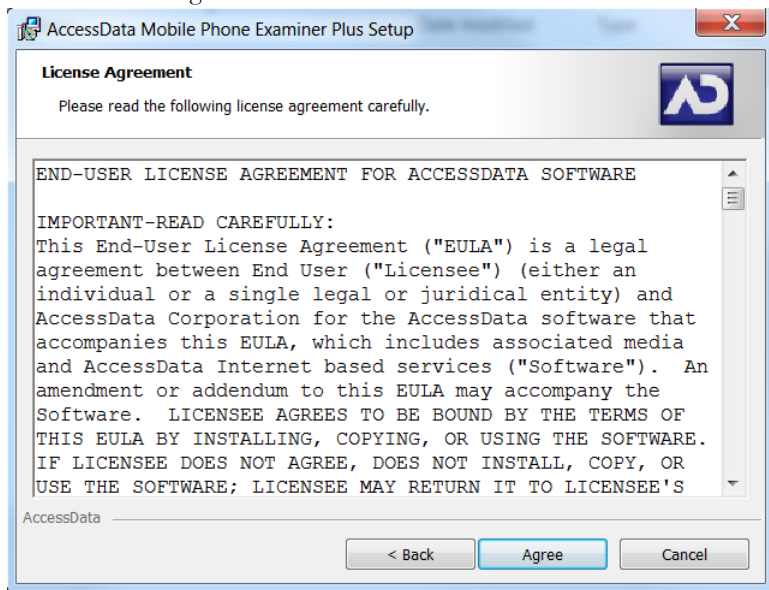 AccessData Mobile Phone Examiner Plus Setup
License Agreement
Please read the following license agreement carefully.
AD
END-USER LICENSE AGREEMENT FOR ACCESSDATA SOFTWARE
IMPORTANT-READ CAREFULLY:
This End-User License Agreement ("EULA") is a legal
agreement between End User ("Licensee") (either an
individual or a single legal or juridical entity) and
AccessData Corporation for the AccessData software that
accompanies this EULA, which includes associated media
and AccessData Internet based services ("Software").  An
amendment or addendum to this EULA may accompany the
Software.  LICENSEE AGREES TO BE BOUND BY THE TERMS OF
THIS EULA BY INSTALLING, COPYING, OR USING THE SOFTWARE.
IF LICENSEE DOES NOT AGREE, DOES NOT INSTALL, COPY, OR
USE THE SOFTWARE; LICENSEE MAY RETURN IT TO LICENSEE'S
AccessData
< Back Agree Cancel